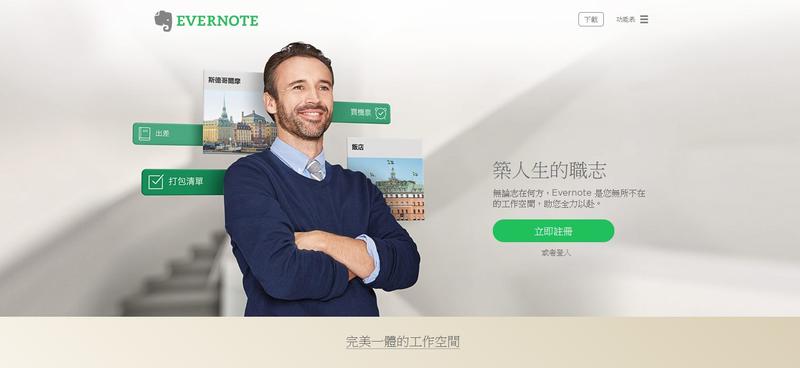 EVERNOTE
下載
功能表
斯德哥爾摩
買機票
出差
飯店
打包清單
築人生的職志
無論志在何方，Evernote 是您無所不在
的工作空間，助您全力以赴。
立即註冊
或者登入
完美一體的工作空間